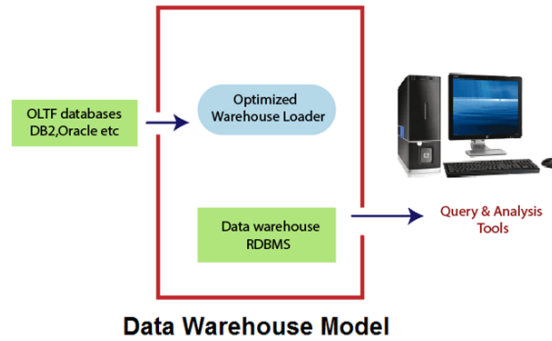 OLTF databases
DB2,Oracle etc
Optimized
Warehouse Loader
Data warehouse
RDBMS
Query & Analysis
Tools
Data Warehouse Model